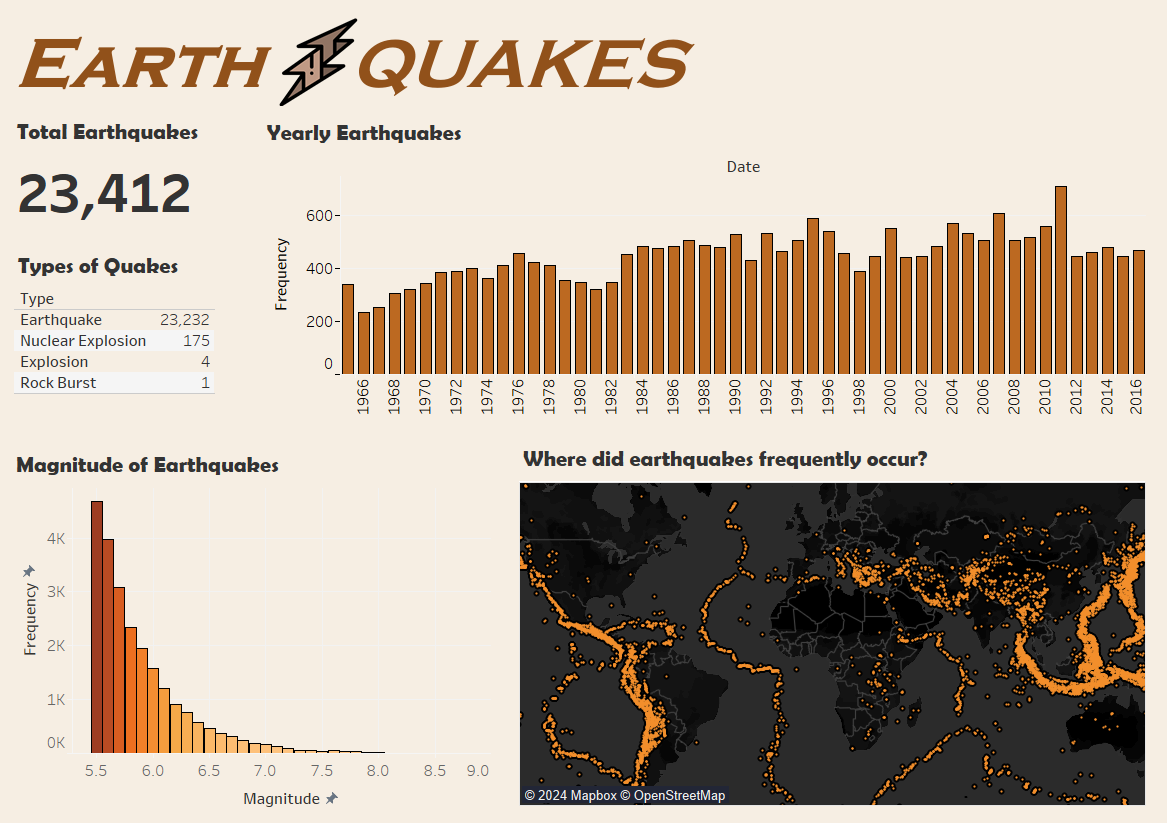 EARTH QUAKES
Total Earthquakes
23,412
Types of Quakes
Type
Earthquake 23,232
Nuclear Explosion 175
Explosion 4
Rock Burst 1
Yearly Earthquakes
Date
Frequency
600
400
200
0
1966 1968 1970 1972 1974 1976 1978 1980 1982 1984 1986 1988 1990 1992 1994 1996 1998 2000 2002 2004 2006 2008 2010 2012 2014 2016
Magnitude of Earthquakes
Frequency
4K
3K
2K
1K
0K
5.5 6.0 6.5 7.0 7.5 8.0 8.5 9.0
Magnitude
Where did earthquakes frequently occur?
© 2024 Mapbox © OpenStreetMap